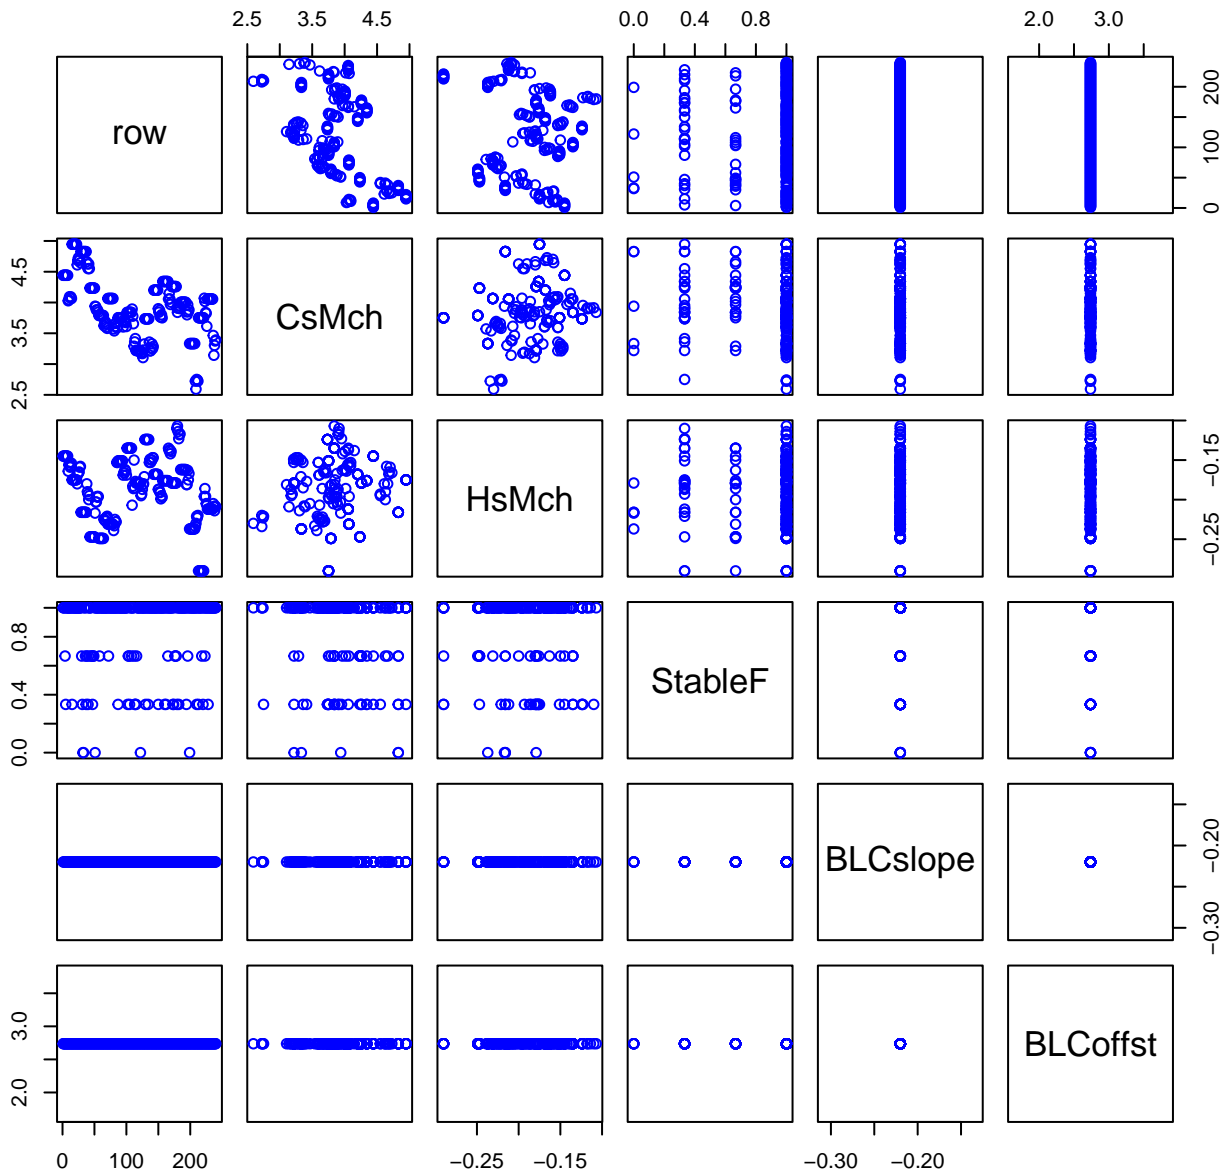 2.5 3.5 4.5 0.0 0.4 0.8 2.0 3.0
row 0 100 200
2.5 3.5 4.5 CsMch
HsMch −0.25 −0.15
0.0 0.4 0.8 StableF
BLCslope −0.30 −0.20
2.0 3.0 BLCoffst
0 100 200 −0.25 −0.15 −0.30 −0.20